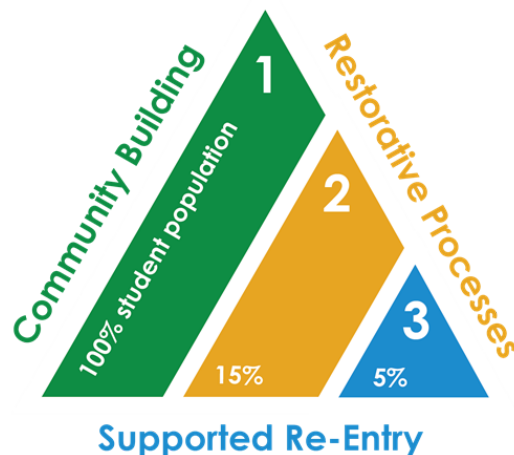 Community Building
1
100% student population
Restorative Processes
2
15%
3
5%
Supported Re-Entry